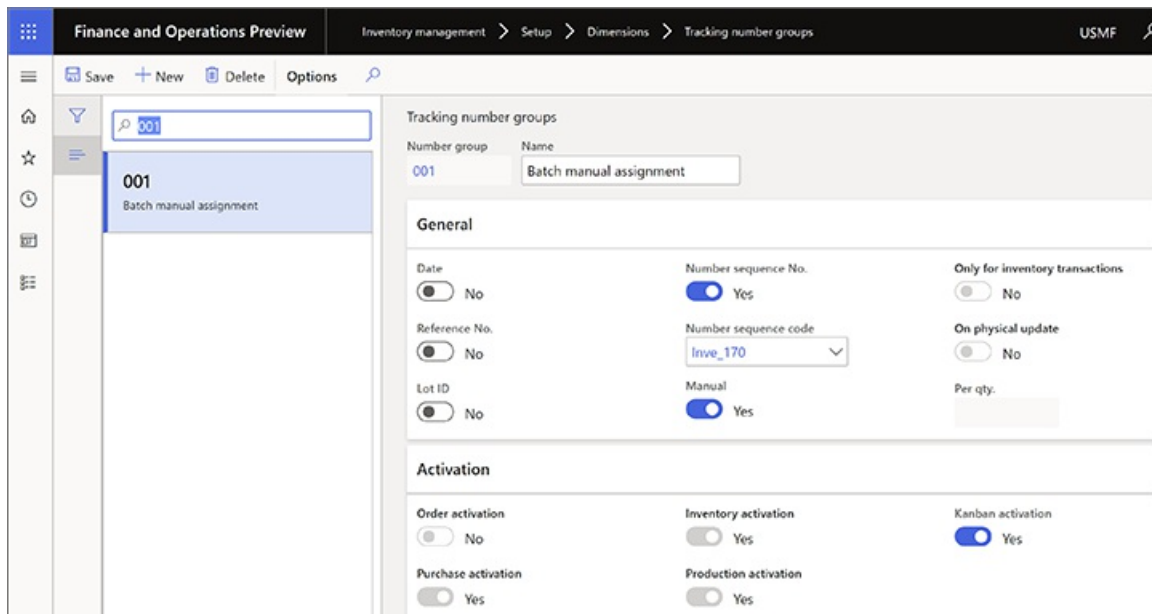 Finance and Operations Preview
Inventory management > Setup > Dimensions > Tracking number groups
USMF
Save
New
Delete
Options
001
001
Batch manual assignment
Tracking number groups
Number group
Name
001
Batch manual assignment
General
Date
No
Number sequence No.
Yes
Only for inventory transactions
No
Reference No.
No
Number sequence code
Inve_170
On physical update
No
Lot ID
No
Manual
Yes
Per qty.
Activation
Order activation
No
Inventory activation
Yes
Kanban activation
Yes
Purchase activation
Yes
Production activation
Yes